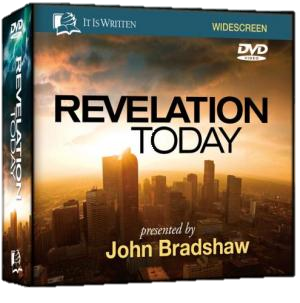 IT IS WRITTEN
WIDESCREEN
DVD
VIDEO
REVELATION
TODAY
presented by
John Bradshaw
DVD
REVELATION
TODAY